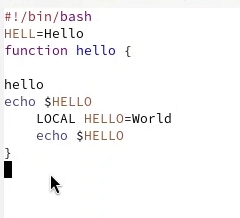 #!/bin/bash
HELL=Hello
function hello {
hello
echo $HELLO
LOCAL HELLO=World
echo $HELLO
}